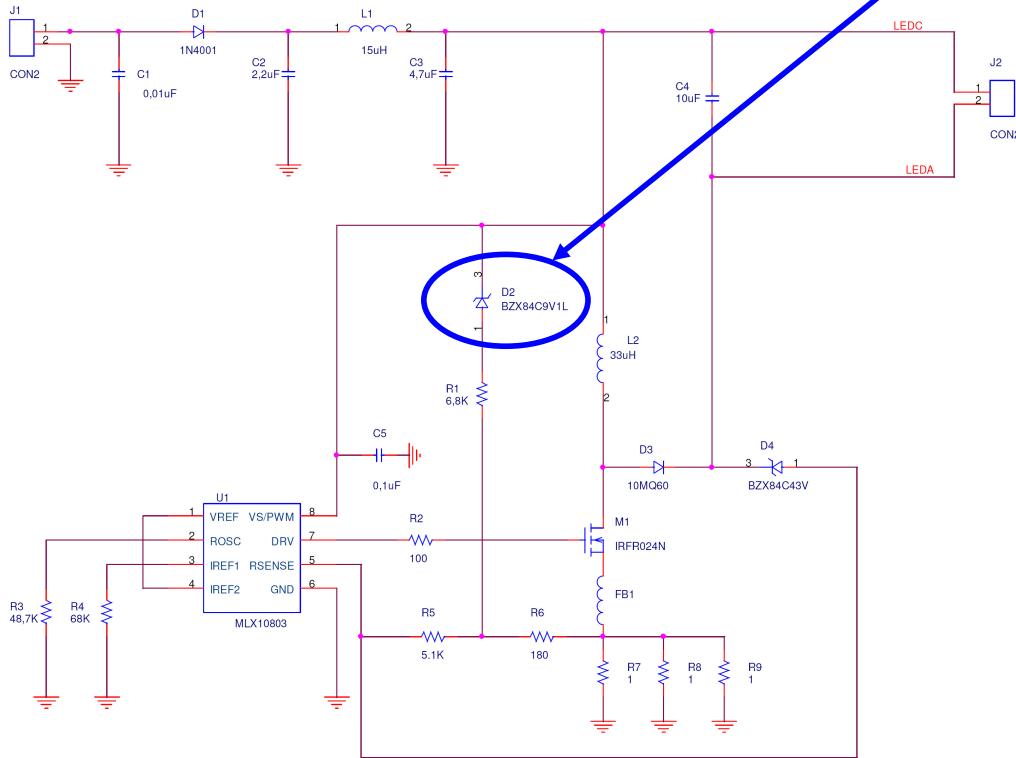 J1
1
2
CON2
C1
0,01uF
D1
1N4001
C2
2,2uF
L1
1
2
15uH
C3
4,7uF
C4
10uF
LEDC
LEDA
J2
1
2
CON2
3
D2
BZX84C9V1L
1
R1
6,8K
1
L2
33uH
2
C5
0,1uF
D3
10MQ60
D4
3
1
BZX84C43V
U1
1 VREF VS/PWM 8
2 ROSC DRV 7
3 IREF1 RSENSE 5
4 IREF2 GND 6
MLX10803
R2
100
M1
IRFR024N
FB1
R3
48,7K
R4
68K
R5
5.1K
R6
180
R7
1
R8
1
R9
1